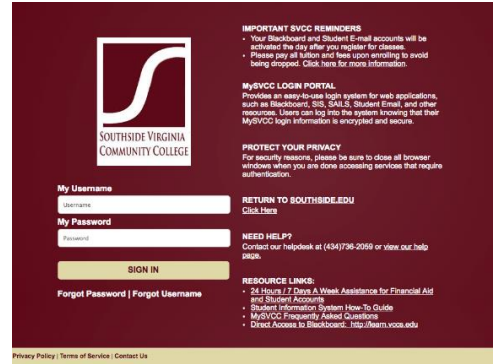 SOUTHSIDE VIRGINIA
COMMUNITY COLLEGE
My Username
Username
My Password
Password
SIGN IN
Forgot Password | Forgot Username
IMPORTANT SVCC REMINDERS
• Your Blackboard and Student E-mail accounts will be
activated the day after you register for classes.
• Please pay all tuition and fees upon enrolling to avoid
being dropped. Click here for more information.
MySVCC LOGIN PORTAL
Provides an easy-to-use login system for web applications,
such as Blackboard, SIS, SAILS, Student Email, and other
resources. Users can log into the system knowing that their
MySVCC login information is encrypted and secure.
PROTECT YOUR PRIVACY
For security reasons, please be sure to close all browser
windows when you are done accessing services that require
authentication.
RETURN TO SOUTHSIDE.EDU
Click Here
NEED HELP?
Contact our helpdesk at (434)736-2059 or view our help
page.
RESOURCE LINKS:
• 24 Hours / 7 Days A Week Assistance for Financial Aid
and Student Accounts
• Student Information System How-To Guide
• MySVCC Frequently Asked Questions
• Direct Access to Blackboard: http://learn.vccs.edu
Privacy Policy | Terms of Service | Contact Us